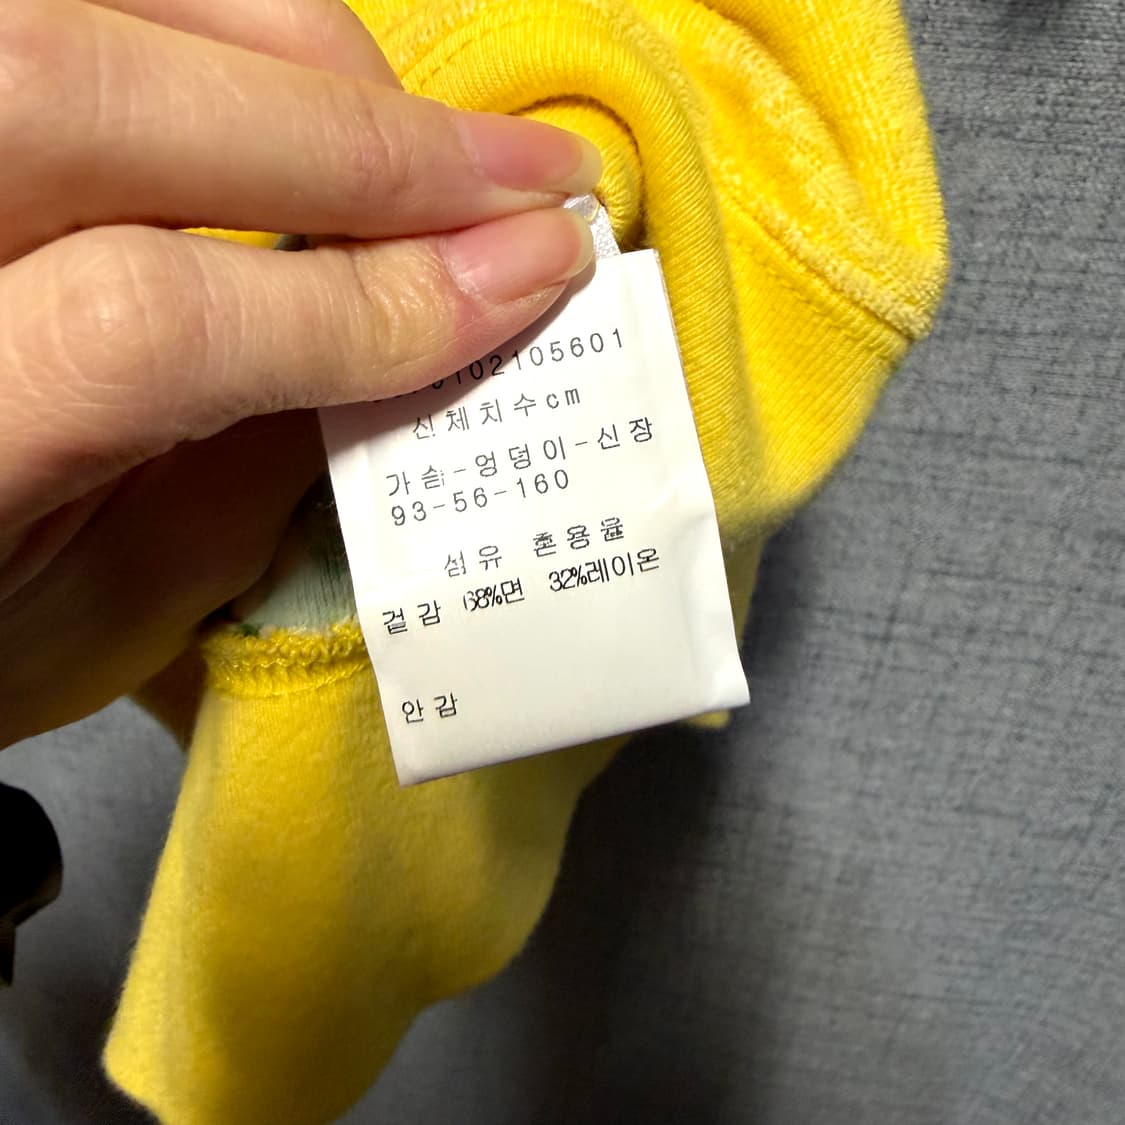 0102105601
신체치수cm
가슴-엉덩이-신장
93-56-160
섬유 혼용율
겉감 68%면 32%레이온
안감